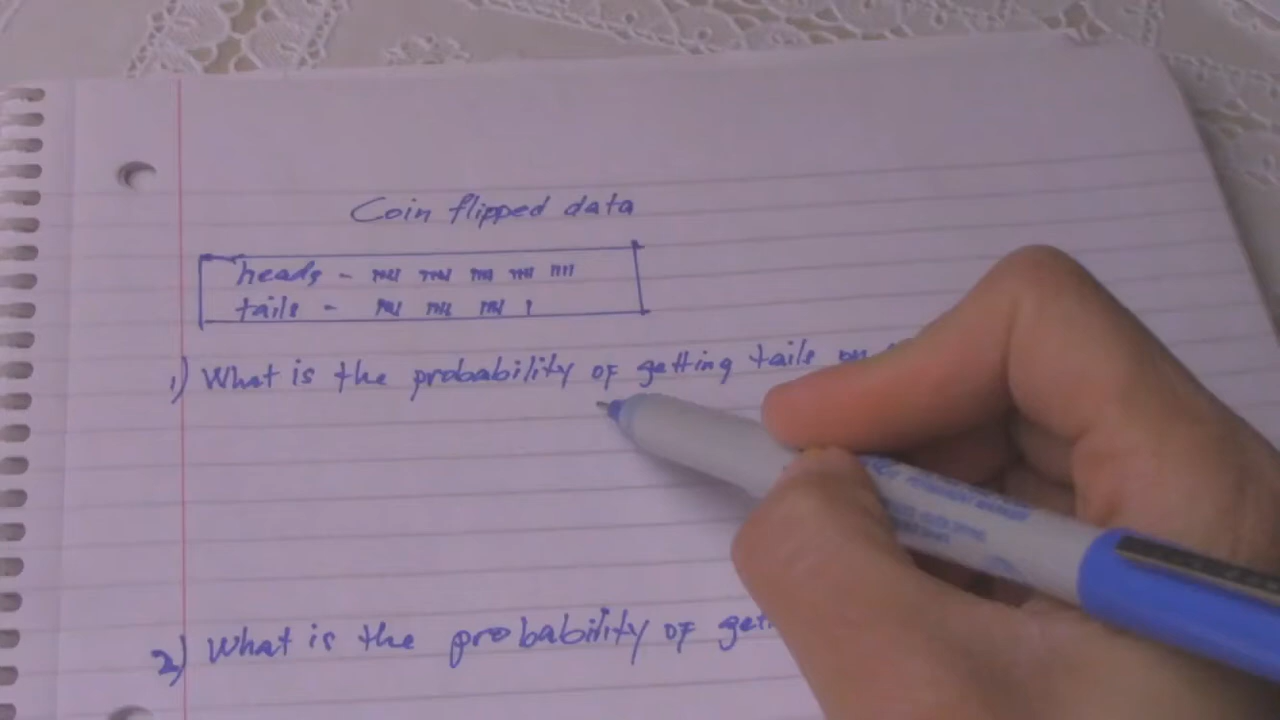 Coin flipped data
heads -
tails -
1) What is the probability of getting tails on
2) What is the probability of